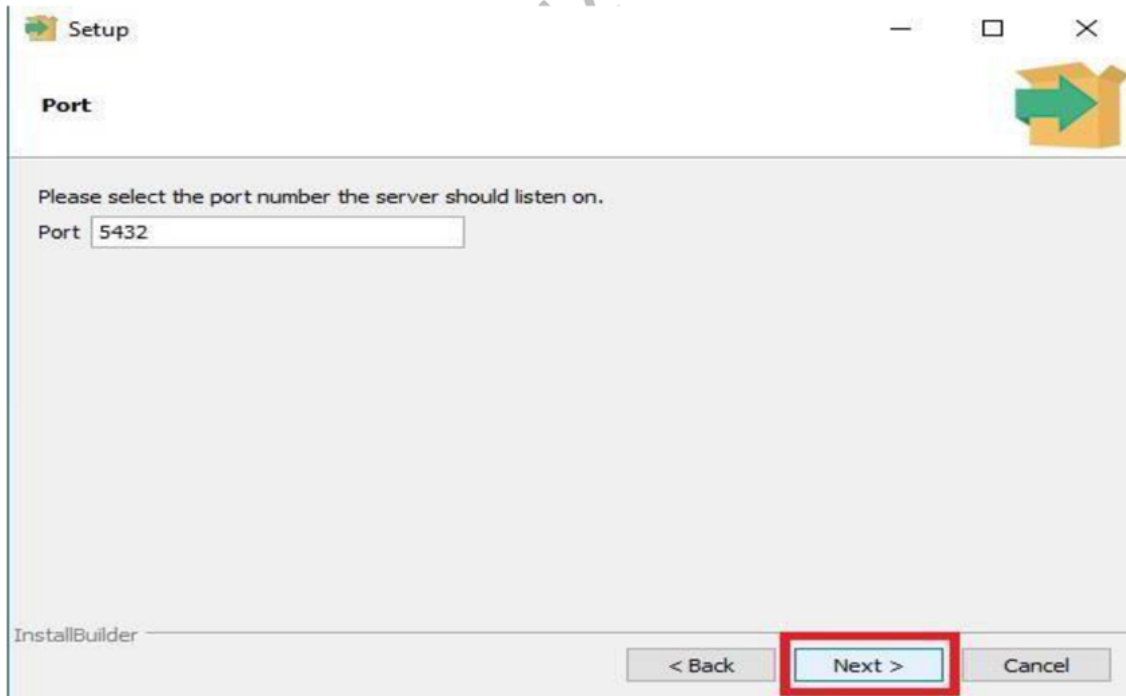 Setup
Port
Please select the port number the server should listen on.
Port 5432
InstallBuilder
< Back Next > Cancel